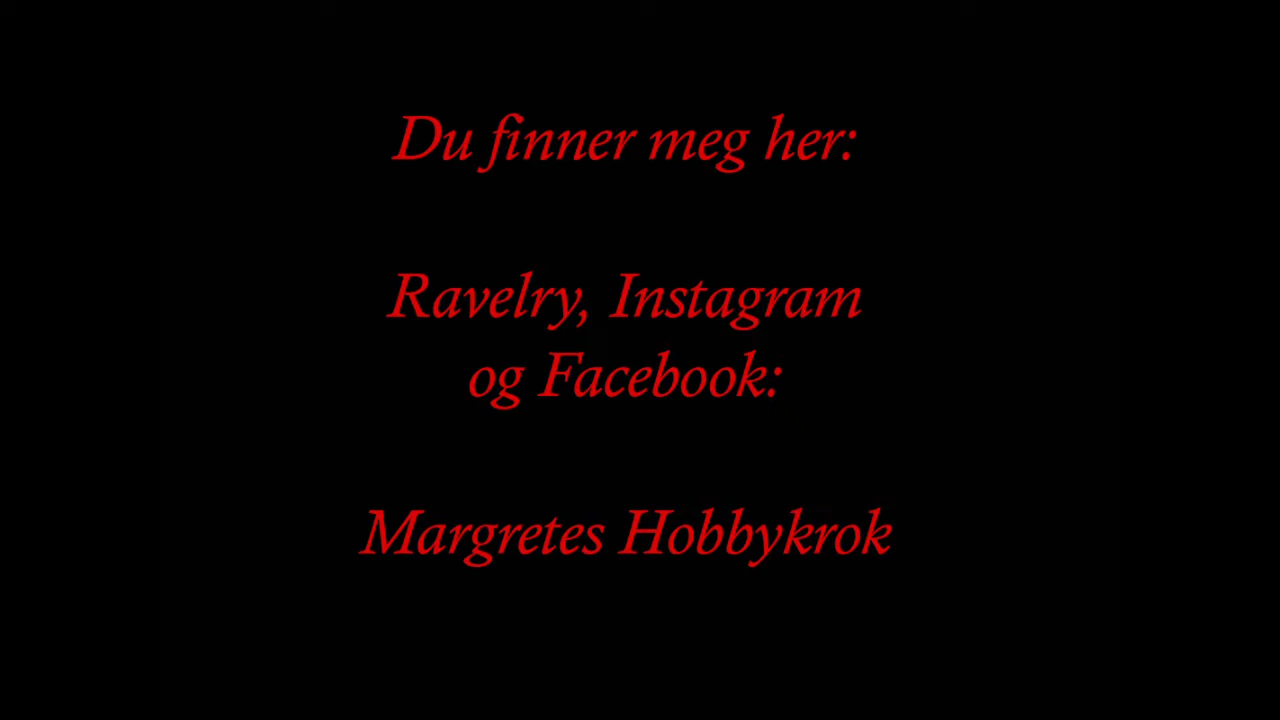 Du finner meg her:
Ravelry, Instagram
og Facebook:
Margretes Hobbykrok